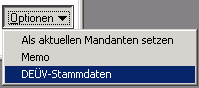 Optionen
Als aktuellen Mandanten setzen
Memo
DEÜV-Stammdaten